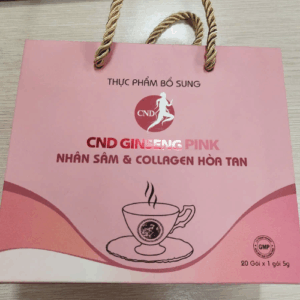 THỰC PHẨM BỔ SUNG
CND
CND GINSENG PINK
NHÂN SÂM & COLLAGEN HÒA TAN
GMP
20 Gói x 1 gói 5g